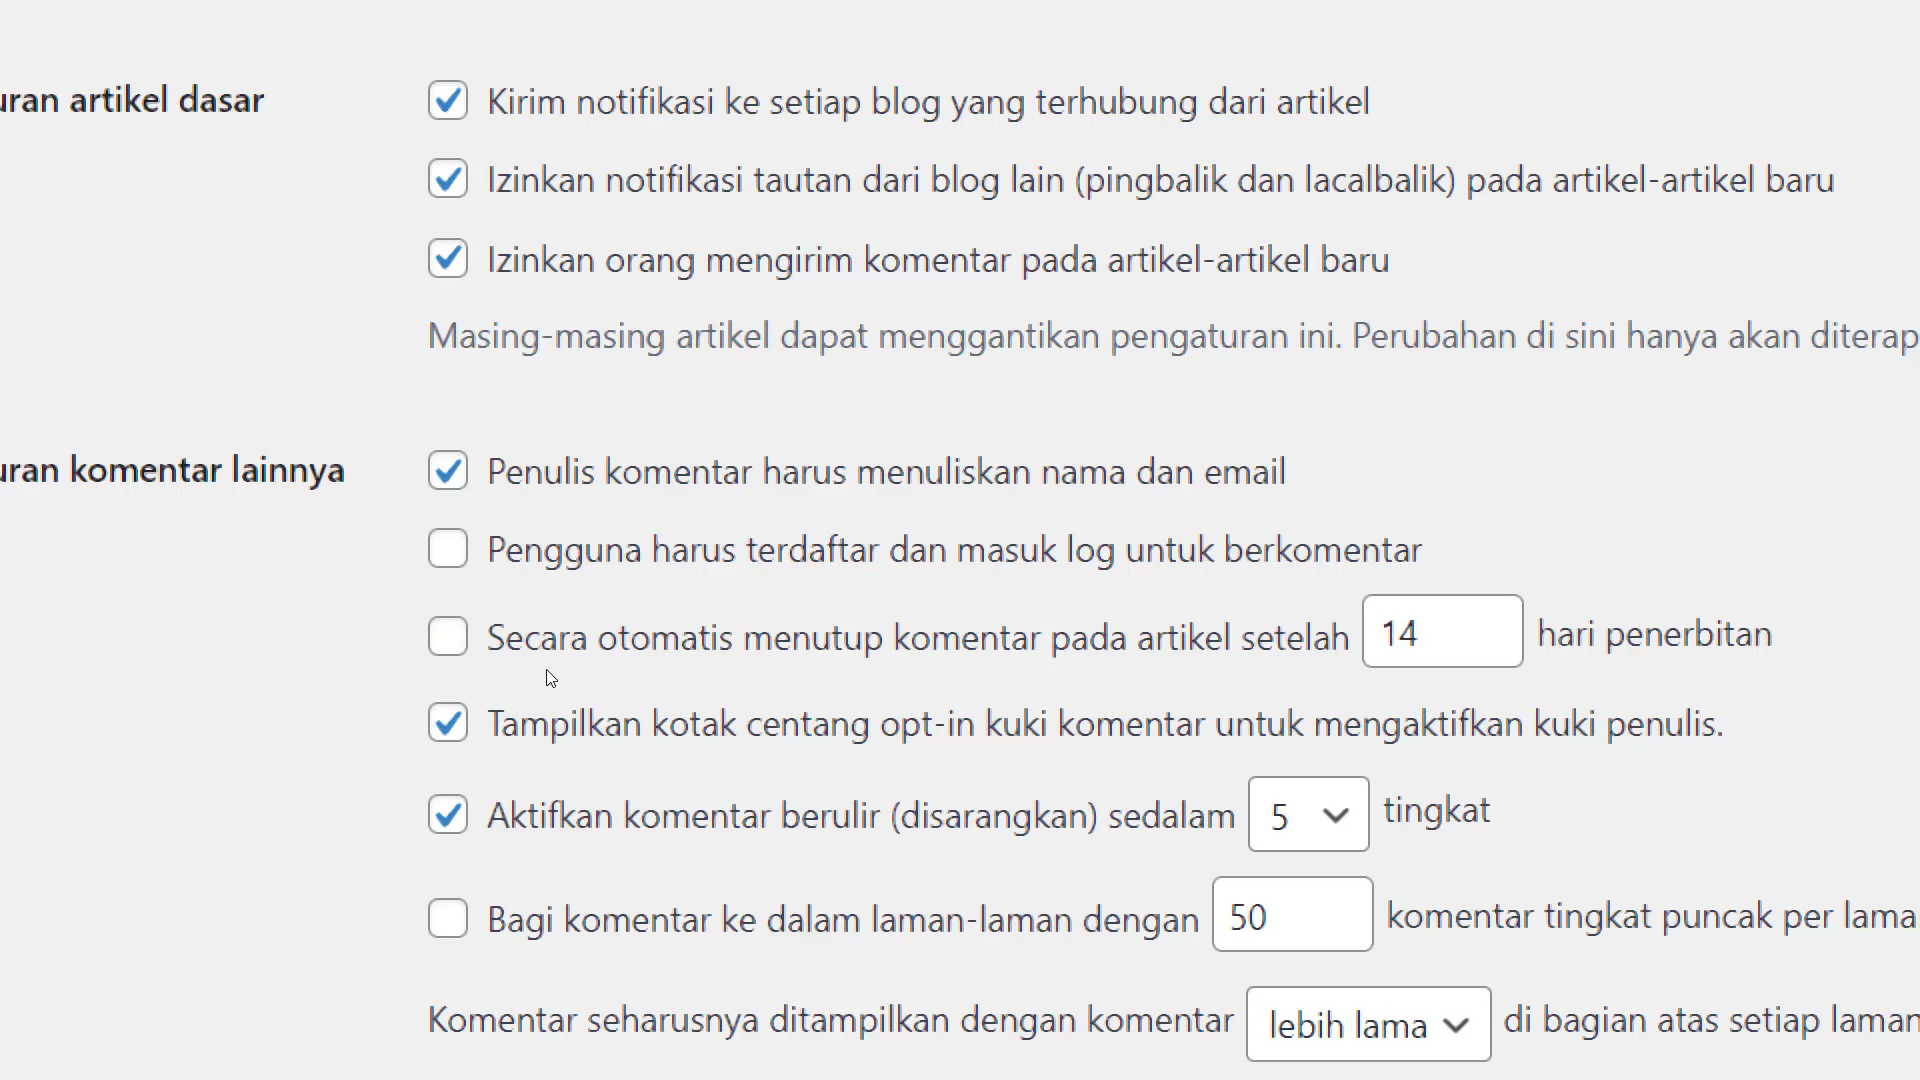 uran artikel dasar
Kirim notifikasi ke setiap blog yang terhubung dari artikel
Izinkan notifikasi tautan dari blog lain (pingbalik dan lacalbalik) pada artikel-artikel baru
Izinkan orang mengirim komentar pada artikel-artikel baru
Masing-masing artikel dapat menggantikan pengaturan ini. Perubahan di sini hanya akan diterap
uran komentar lainnya
Penulis komentar harus menuliskan nama dan email
Pengguna harus terdaftar dan masuk log untuk berkomentar
Secara otomatis menutup komentar pada artikel setelah 14 hari penerbitan
Tampilkan kotak centang opt-in kuki komentar untuk mengaktifkan kuki penulis.
Aktifkan komentar berulir (disarangkan) sedalam 5 tingkat
Bagi komentar ke dalam laman-laman dengan 50 komentar tingkat puncak per lama
Komentar seharusnya ditampilkan dengan komentar lebih lama di bagian atas setiap laman